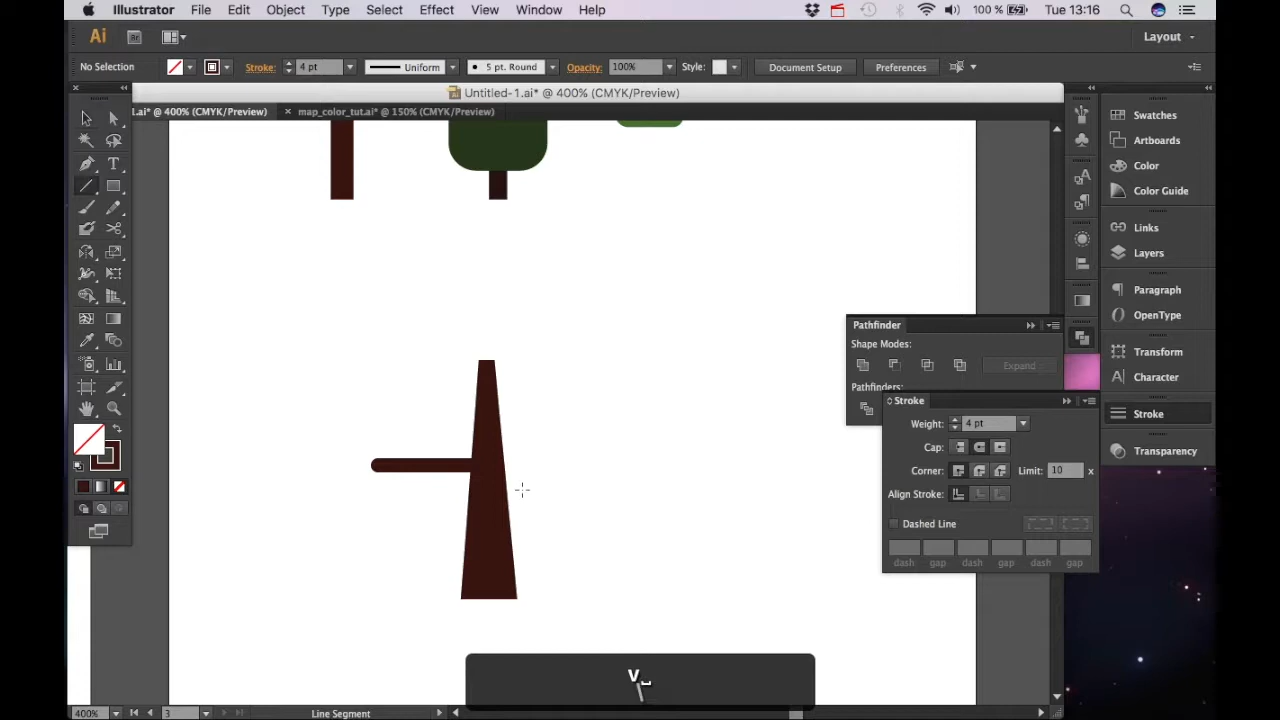 Illustrator File Edit Object Type Select Effect View Window Help 100 % Tue 13:16
Ai Br Layout
No Selection Stroke: 4 pt Uniform 5 pt. Round Opacity: 100% Style: Document Setup Preferences
Untitled-1.ai* @ 400% (CMYK/Preview)
1.ai* @ 400% (CMYK/Preview) × map_color_tut.ai* @ 150% (CMYK/Preview)
Swatches
Artboards
Color
Color Guide
Links
Layers
Paragraph
OpenType
Transform
Character
Stroke
Transparency
Pathfinder
Shape Modes:
Expand
Pathfinders:
Stroke
Weight: 4 pt
Cap:
Corner: Limit: 10 x
Align Stroke:
Dashed Line
dash gap dash gap dash gap
v
\
400% 3 Line Segment